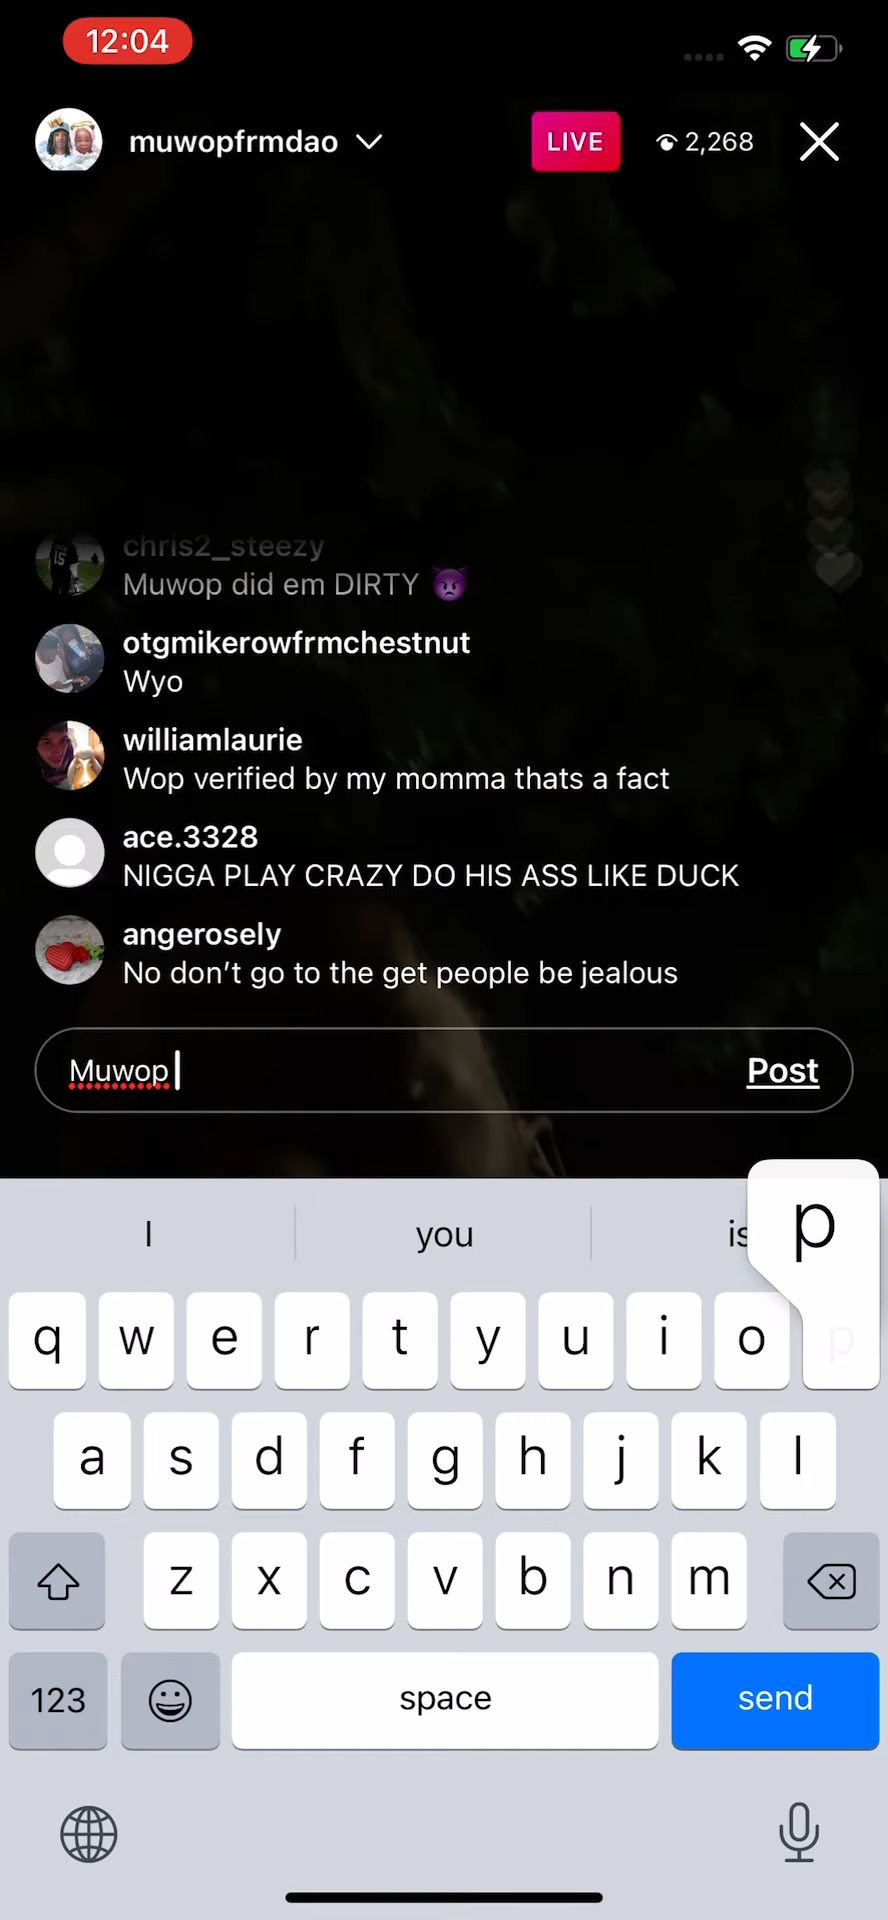 12:04
muwopfrmdao
LIVE
2,268
chris2_steezy
Muwop did em DIRTY 👿
otgmikerowfrmchestnut
Wyo
williamlaurie
Wop verified by my momma thats a fact
ace.3328
NIGGA PLAY CRAZY DO HIS ASS LIKE DUCK
angerosely
No don’t go to the get people be jealous
Muwop
Post
I you is
p
q w e r t y u i o p
a s d f g h j k l
z x c v b n m
123 space send